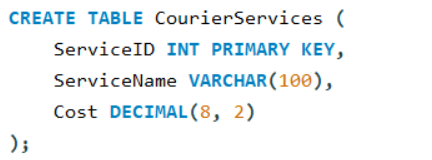 CREATE TABLE CourierServices (
    ServiceID INT PRIMARY KEY,
    ServiceName VARCHAR(100),
    Cost DECIMAL(8, 2)
);